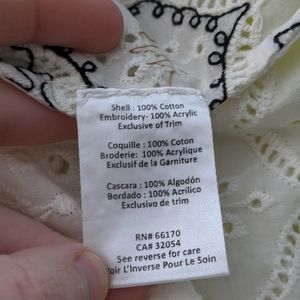 Shell : 100% Cotton
Embroidery- 100% Acrylic
Exclusive of Trim
Coquille : 100% Coton
Broderie: 100% Acrylique
Exclusif de la Garniture
Cascara : 100% Algodón
Bordado : 100% Acrilico
Exclusivo de trim
RN# 66170
CA# 32054
See reverse for care
Voir L'inverse Pour Le Soin